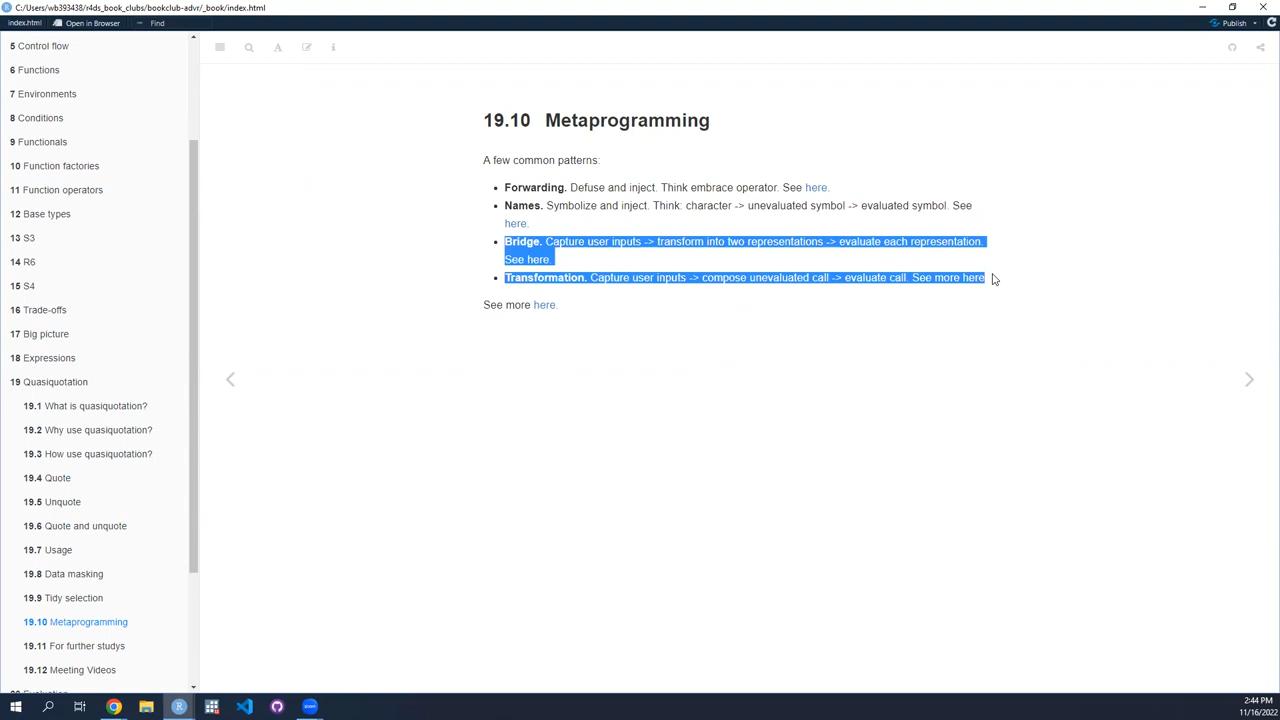 C:/Users/wb393438/r4ds_book_clubs/bookclub-advr/_book/index.html
index.html
Open in Browser
Find
Publish
5 Control flow
6 Functions
7 Environments
8 Conditions
9 Functionals
10 Function factories
11 Function operators
12 Base types
13 S3
14 R6
15 S4
16 Trade-offs
17 Big picture
18 Expressions
19 Quasiquotation
19.1 What is quasiquotation?
19.2 Why use quasiquotation?
19.3 How use quasiquotation?
19.4 Quote
19.5 Unquote
19.6 Quote and unquote
19.7 Usage
19.8 Data masking
19.9 Tidy selection
19.10 Metaprogramming
19.11 For further studys
19.12 Meeting Videos
20 Evaluation
19.10 Metaprogramming
A few common patterns:
• Forwarding. Defuse and inject. Think embrace operator. See here.
• Names. Symbolize and inject. Think: character -> unevaluated symbol -> evaluated symbol. See
here.
• Bridge. Capture user inputs -> transform into two representations -> evaluate each representation.
See here.
• Transformation. Capture user inputs -> compose unevaluated call -> evaluate call. See more here
See more here.
2:44 PM
11/16/2022